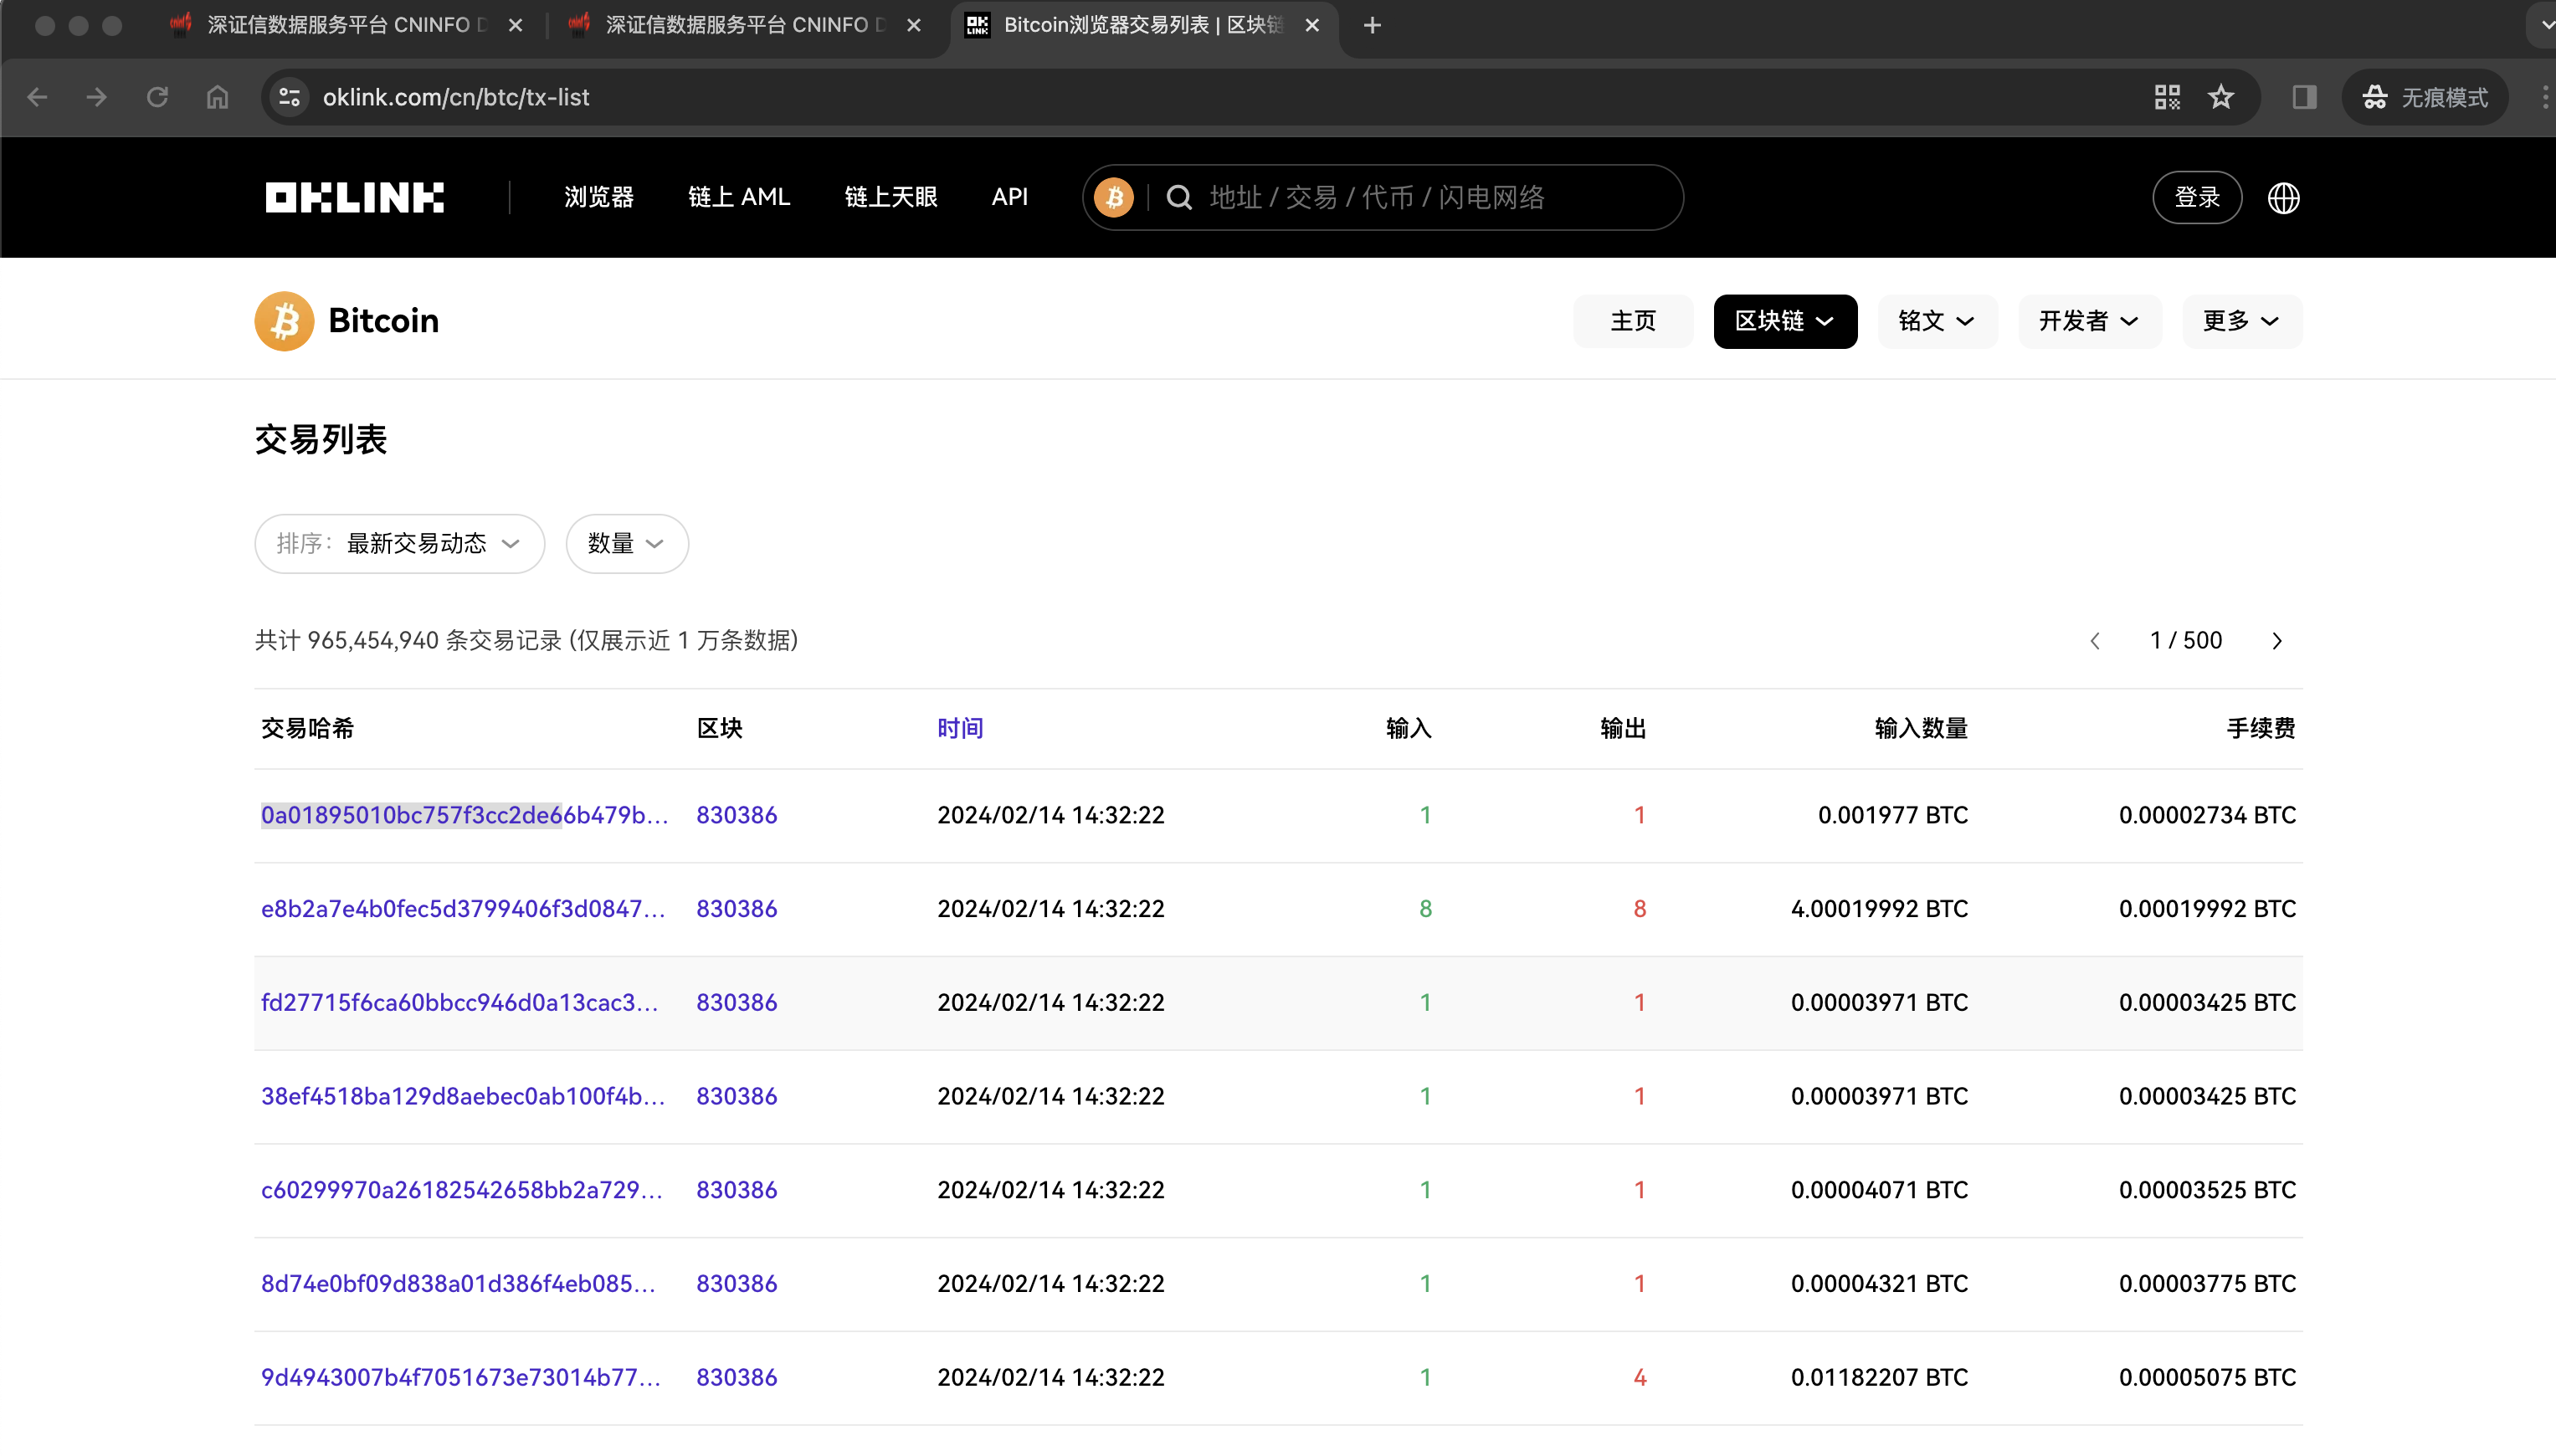 深证信数据服务平台 CNINFO D
深证信数据服务平台 CNINFO D
Bitcoin浏览器交易列表 | 区块链
oklink.com/cn/btc/tx-list
无痕模式
OKLINK 浏览器 链上 AML 链上天眼 API 地址 / 交易 / 代币 / 闪电网络 登录
Bitcoin 主页 区块链 铭文 开发者 更多
交易列表
排序: 最新交易动态 数量
共计 965,454,940 条交易记录 (仅展示近 1 万条数据) 1 / 500
交易哈希 区块 时间 输入 输出 输入数量 手续费
0a01895010bc757f3cc2de66b479b... 830386 2024/02/14 14:32:22 1 1 0.001977 BTC 0.00002734 BTC
e8b2a7e4b0fec5d3799406f3d0847... 830386 2024/02/14 14:32:22 8 8 4.00019992 BTC 0.00019992 BTC
fd27715f6ca60bbcc946d0a13cac3... 830386 2024/02/14 14:32:22 1 1 0.00003971 BTC 0.00003425 BTC
38ef4518ba129d8aebec0ab100f4b... 830386 2024/02/14 14:32:22 1 1 0.00003971 BTC 0.00003425 BTC
c60299970a26182542658bb2a729... 830386 2024/02/14 14:32:22 1 1 0.00004071 BTC 0.00003525 BTC
8d74e0bf09d838a01d386f4eb085... 830386 2024/02/14 14:32:22 1 1 0.00004321 BTC 0.00003775 BTC
9d4943007b4f7051673e73014b77... 830386 2024/02/14 14:32:22 1 4 0.01182207 BTC 0.00005075 BTC